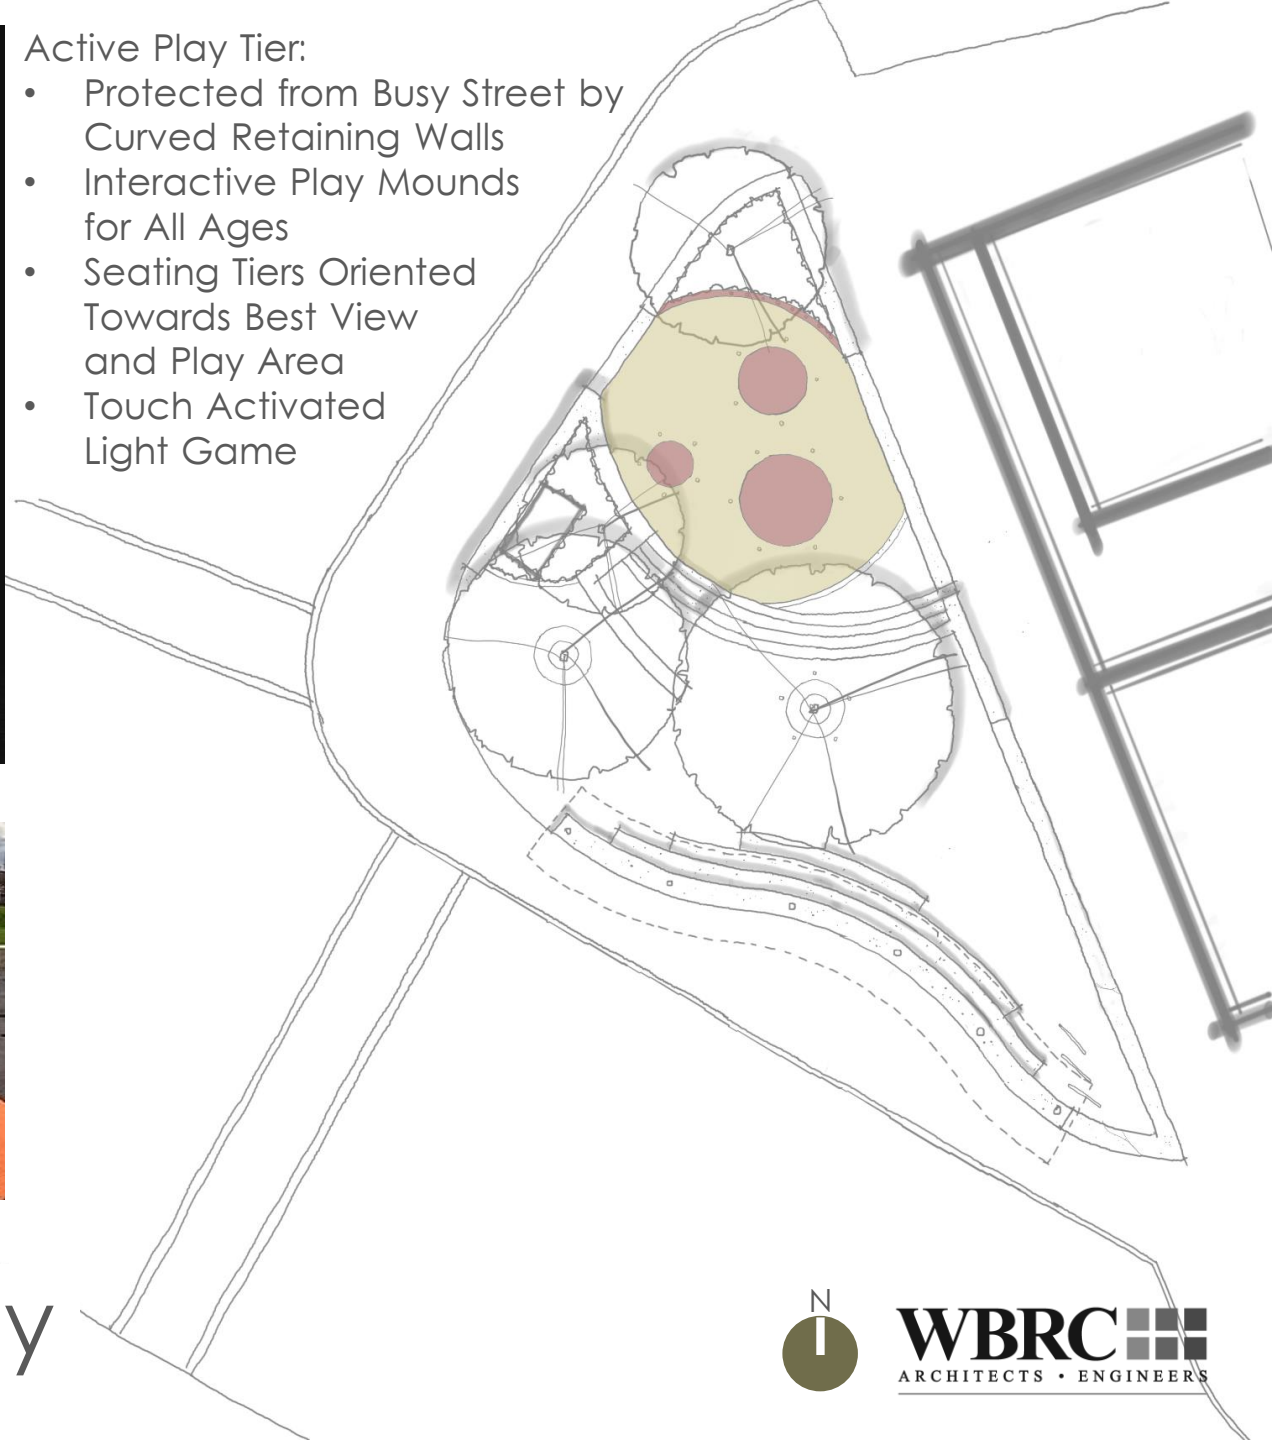 Active Play Tier:
• Protected from Busy Street by
Curved Retaining Walls
• Interactive Play Mounds
for All Ages
• Seating Tiers Oriented
Towards Best View
and Play Area
• Touch Activated
Light Game
y
N
WBRC
ARCHITECTS • ENGINEERS